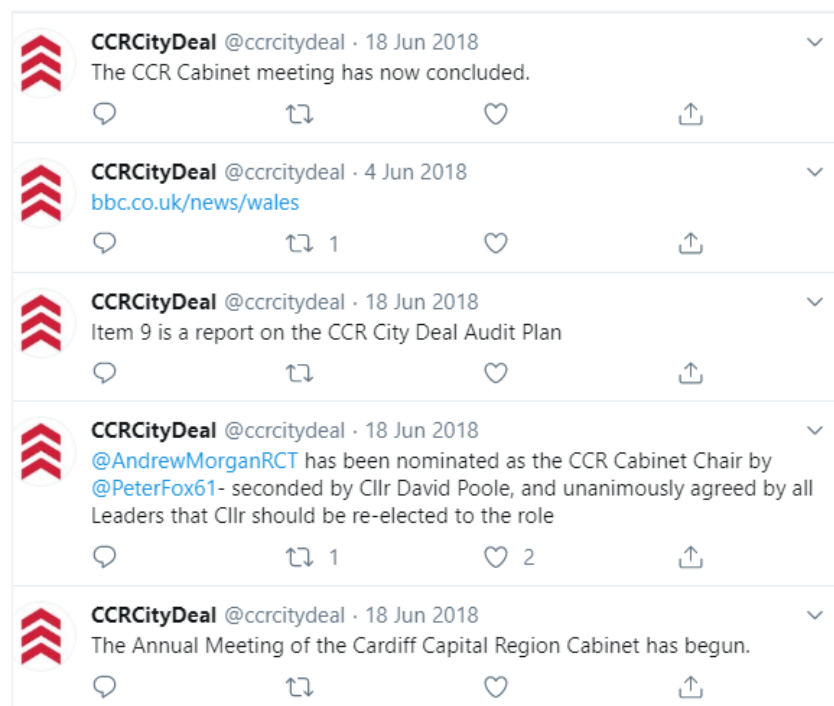 CCRCityDeal @ccrcitydeal · 18 Jun 2018
The CCR Cabinet meeting has now concluded.
CCRCityDeal @ccrcitydeal · 4 Jun 2018
bbc.co.uk/news/wales
1
CCRCityDeal @ccrcitydeal · 18 Jun 2018
Item 9 is a report on the CCR City Deal Audit Plan
CCRCityDeal @ccrcitydeal · 18 Jun 2018
@AndrewMorganRCT has been nominated as the CCR Cabinet Chair by
@PeterFox61- seconded by Cllr David Poole, and unanimously agreed by all
Leaders that Cllr should be re-elected to the role
1 2
CCRCityDeal @ccrcitydeal · 18 Jun 2018
The Annual Meeting of the Cardiff Capital Region Cabinet has begun.